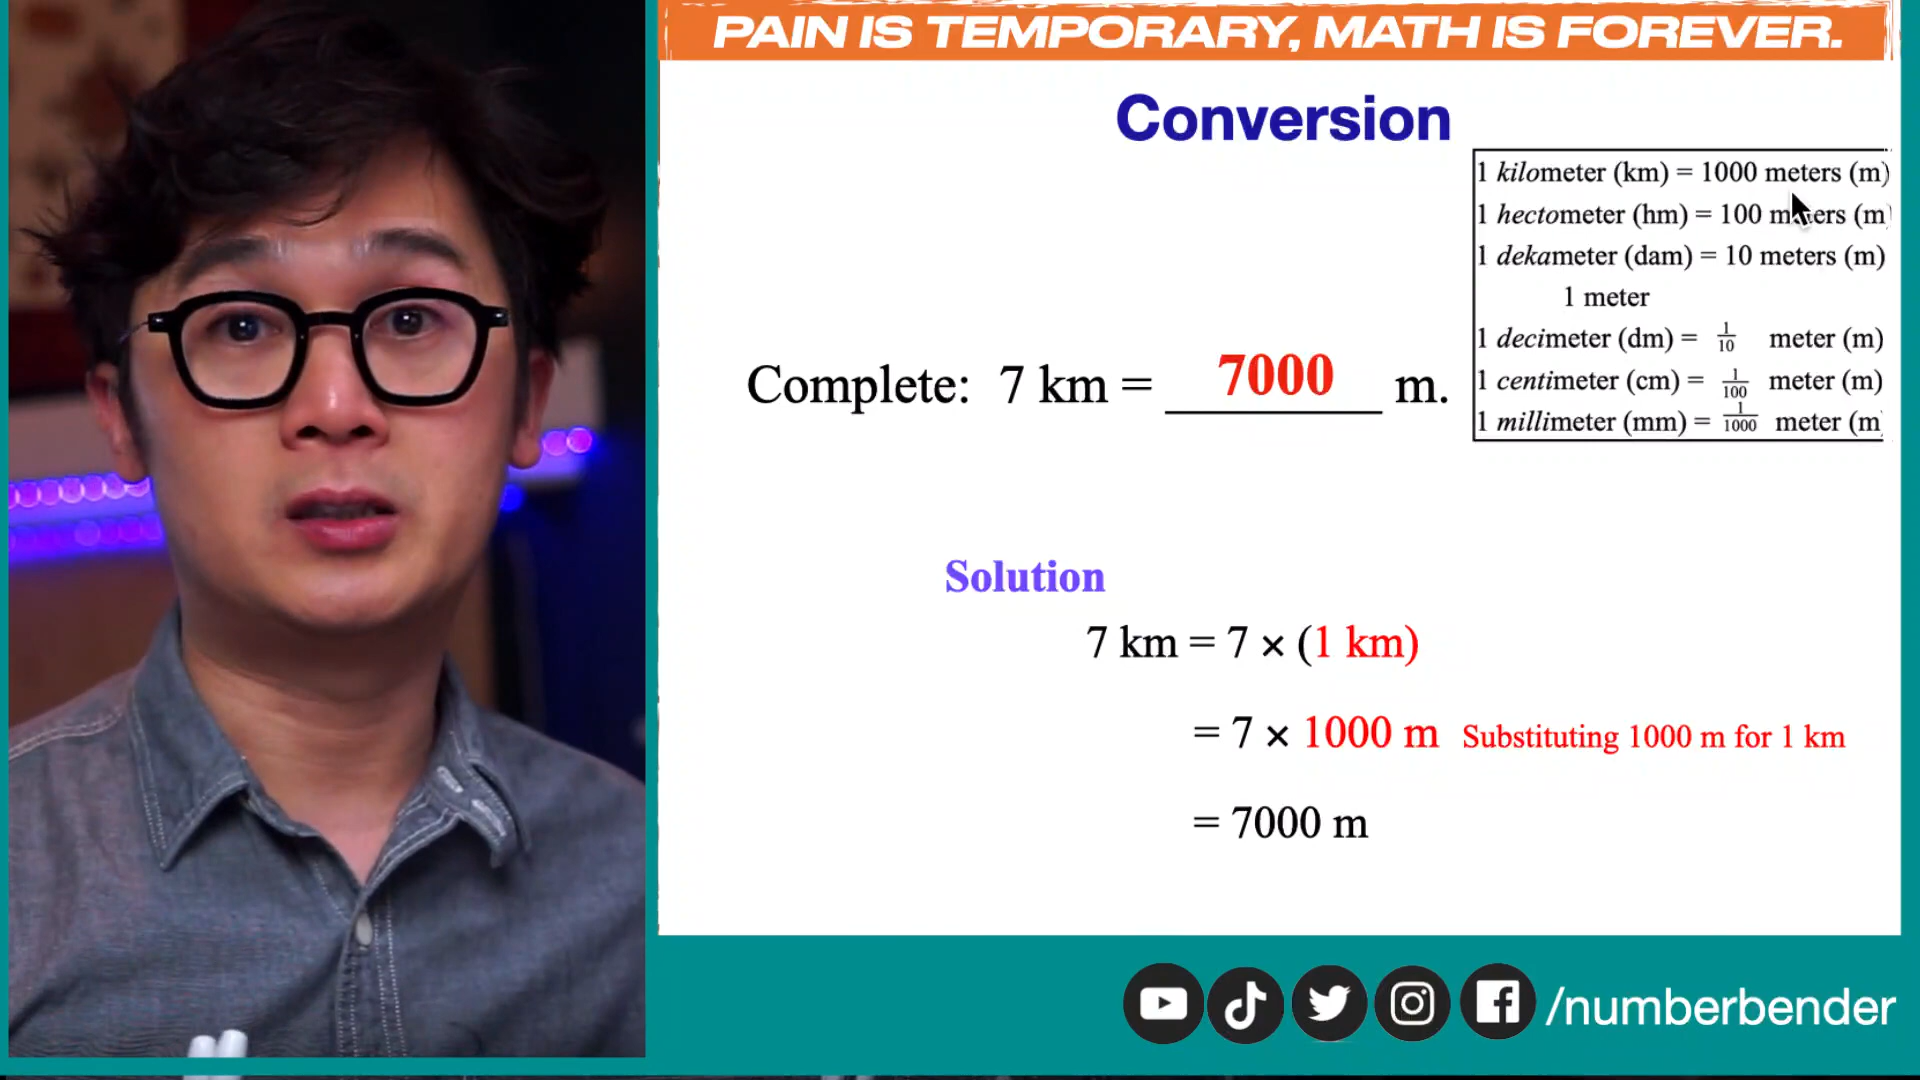 PAIN IS TEMPORARY, MATH IS FOREVER.
Conversion
1 kilometer (km) = 1000 meters (m)
1 hectometer (hm) = 100 meters (m)
1 dekameter (dam) = 10 meters (m)
1 meter
1 decimeter (dm) = 1/10 meter (m)
1 centimeter (cm) = 1/100 meter (m)
1 millimeter (mm) = 1/1000 meter (m)
Complete: 7 km = 7000 m.
Solution
7 km = 7 × (1 km)
= 7 × 1000 m Substituting 1000 m for 1 km
= 7000 m
/numberbender